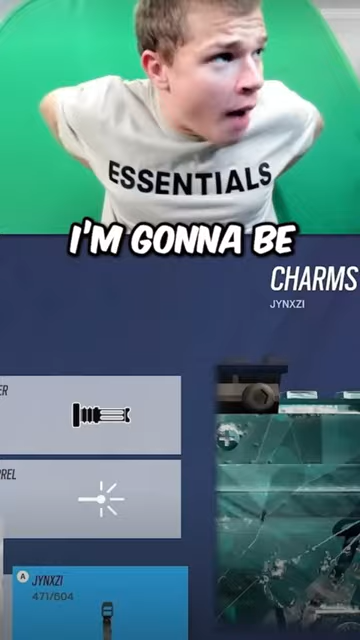 ESSENTIALS
I'M GONNA BE
CHARMS
JYNXZI
ER
REL
A JYNXZI
471/504